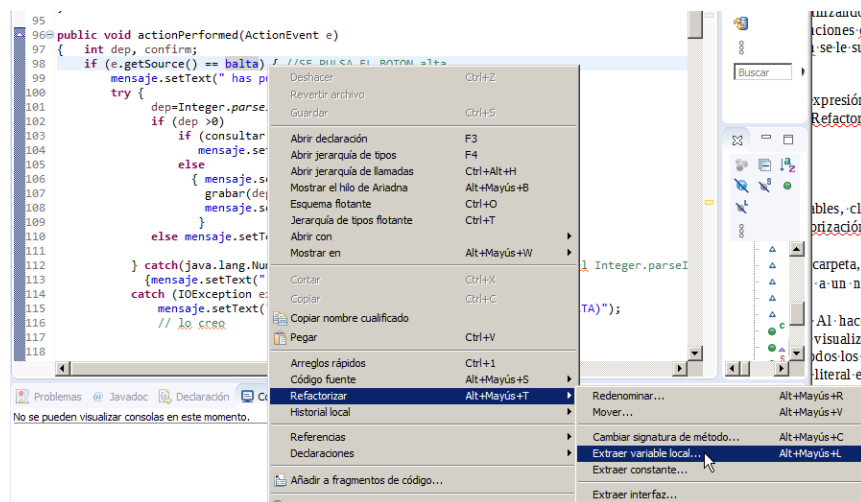 95
96 public void actionPerformed(ActionEvent e)
97 { int dep, confirm;
98 if (e.getSource() == balta) { //SE PULSA EL BOTON alta
99 mensaje.setText(" has p
100 try {
101 dep=Integer.parse
102 if (dep >0)
103 if (consultar
104 mensaje.se
105 else
106 { mensaje.s
107 grabar(de
108 mensaje.s
109 }
110 else mensaje.setT
111
112 } catch(java.lang.Nu l Integer.parseI
113 {mensaje.setText("
114 catch (IOException e
115 mensaje.setText( TA)");
116 // lo creo
117
118
Deshacer Ctrl+Z
Revertir archivo
Guardar Ctrl+S
Abrir declaración F3
Abrir jerarquía de tipos F4
Abrir jerarquía de llamadas Ctrl+Alt+H
Mostrar el hilo de Ariadna Alt+Mayús+B
Esquema flotante Ctrl+O
Jerarquía de tipos flotante Ctrl+T
Abrir con
Mostrar en Alt+Mayús+W
Cortar Ctrl+X
Copiar Ctrl+C
Copiar nombre cualificado
Pegar Ctrl+V
Arreglos rápidos Ctrl+1
Código fuente Alt+Mayús+S
Refactorizar Alt+Mayús+T
Historial local
Referencias
Declaraciones
Añadir a fragmentos de código...
Redenominar... Alt+Mayús+R
Mover... Alt+Mayús+V
Cambiar signatura de método... Alt+Mayús+C
Extraer variable local... Alt+Mayús+L
Extraer constante...
Extraer interfaz...
Problemas @ Javadoc Declaración Co
No se pueden visualizar consolas en este momento.
Buscar
nizando
iciones
se·le·su
xpresión
Refactor
ables,·cl
orización
carpeta,
a·un·n
Al·hac
visualiz
odos·los
literal·e